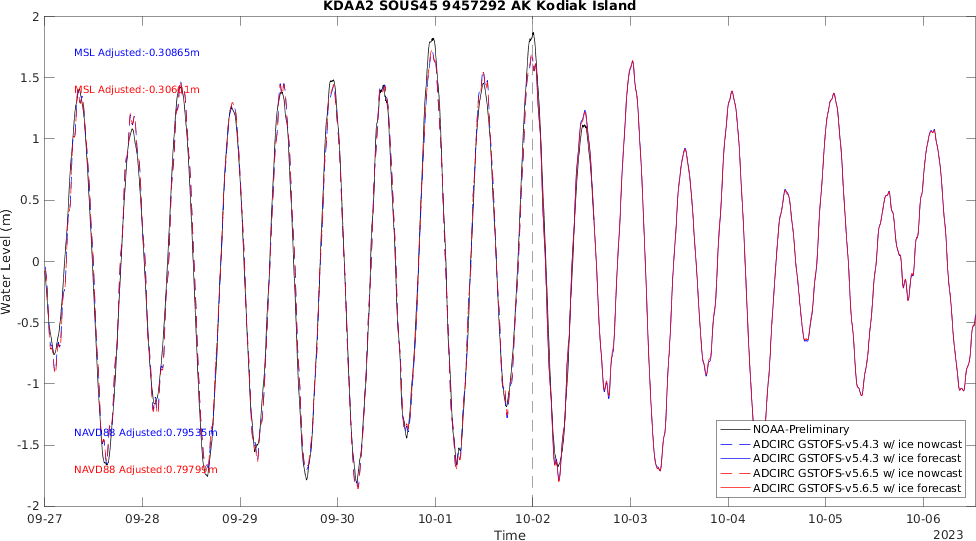 KDAA2 SOUS45 9457292 AK Kodiak Island
2
1.5
1
0.5
0
-0.5
-1
-1.5
-2
Water Level (m)
MSL Adjusted:-0.30865m
NAVD88 Adjusted:0.79535m
NAVD88 Adjusted:0.79799m
NOAA-Preliminary
ADCIRC GSTOFS-v5.4.3 w/ ice nowcast
ADCIRC GSTOFS-v5.4.3 w/ ice forecast
ADCIRC GSTOFS-v5.6.5 w/ ice nowcast
ADCIRC GSTOFS-v5.6.5 w/ ice forecast
09-27 09-28 09-29 09-30 10-01 10-02 10-03 10-04 10-05 10-06
Time
2023